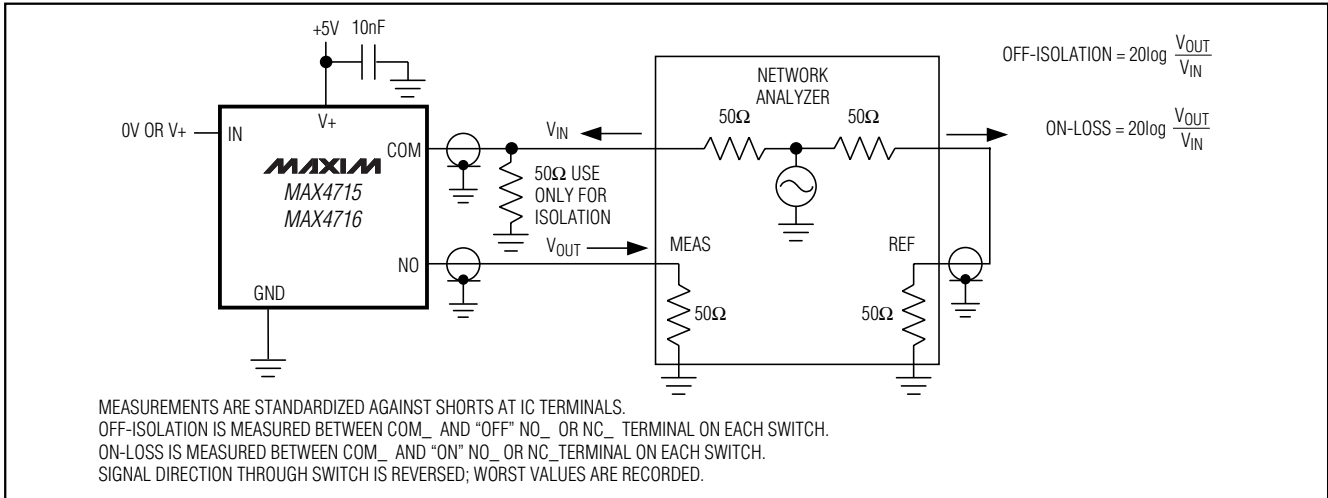 +5V 10nF
OFF-ISOLATION = 20log VOUT
VIN
NETWORK
ANALYZER
50Ω 50Ω
0V OR V+ IN V+
VIN
ON-LOSS = 20log VOUT
VIN
COM
MAXIM
MAX4715
MAX4716
50Ω USE
ONLY FOR
ISOLATION
VOUT MEAS REF
NO
GND
50Ω 50Ω
MEASUREMENTS ARE STANDARDIZED AGAINST SHORTS AT IC TERMINALS.
OFF-ISOLATION IS MEASURED BETWEEN COM_ AND “OFF” NO_ OR NC_ TERMINAL ON EACH SWITCH.
ON-LOSS IS MEASURED BETWEEN COM_ AND “ON” NO_ OR NC_TERMINAL ON EACH SWITCH.
SIGNAL DIRECTION THROUGH SWITCH IS REVERSED; WORST VALUES ARE RECORDED.